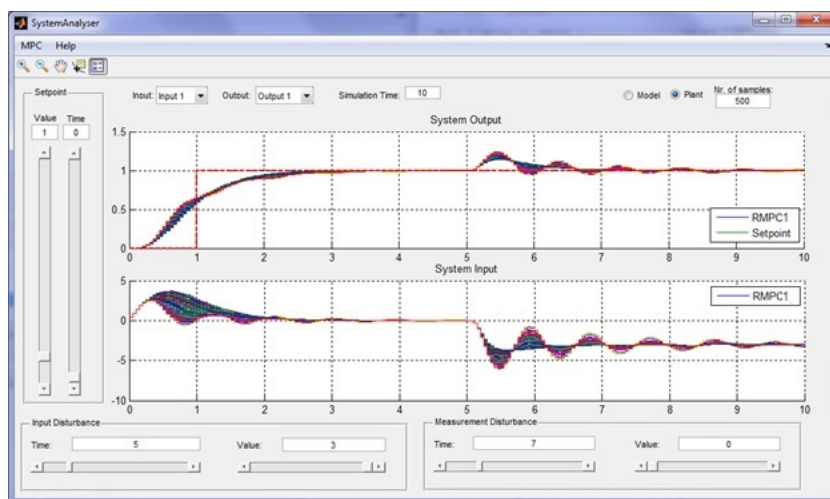 SystemAnalyser
MPC Help
Setpoint
Value Time
1 0
Input: Input 1 Output: Output 1 Simulation Time: 10
Model Plant Nr. of samples:
500
System Output
1.5
1
0.5
0
0 1 2 3 4 5 6 7 8 9 10
RMPC1
Setpoint
System Input
5
0
-5
-10
0 1 2 3 4 5 6 7 8 9 10
RMPC1
Input Disturbance
Time: 5 Value: 3
Measurement Disturbance
Time: 7 Value: 0